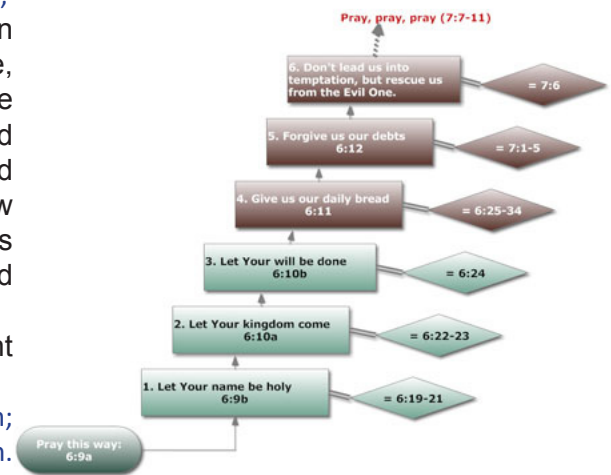 Pray, pray, pray (7:7-11)
6. Don't lead us into
temptation, but rescue us
from the Evil One.
= 7:6
5. Forgive us our debts
6:12
= 7:1-5
4. Give us our daily bread
6:11
= 6:25-34
3. Let Your will be done
6:10b
= 6:24
2. Let Your kingdom come
6:10a
= 6:22-23
1. Let Your name be holy
6:9b
= 6:19-21
Pray this way:
6:9a